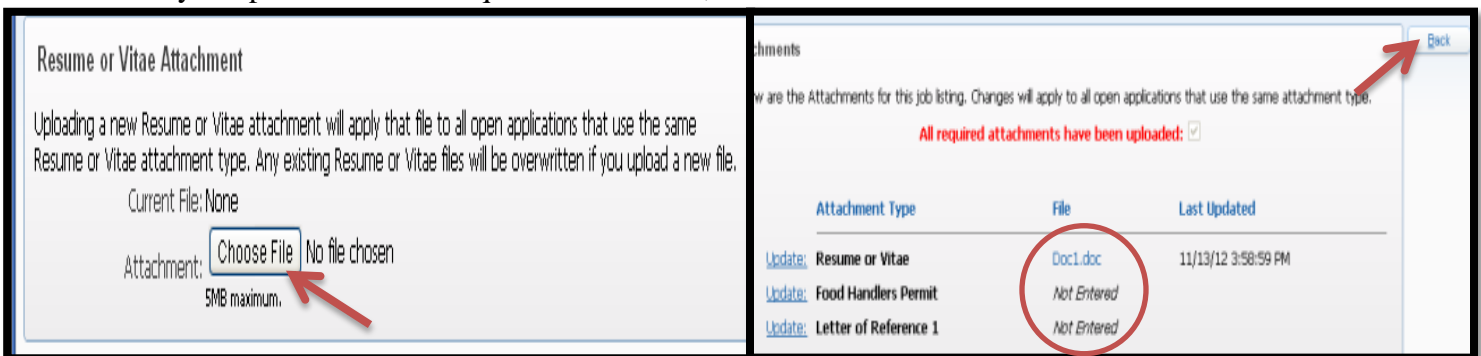 Resume or Vitae Attachment
Uploading a new Resume or Vitae attachment will apply that file to all open applications that use the same
Resume or Vitae attachment type. Any existing Resume or Vitae files will be overwritten if you upload a new file.
Current File: None
Attachment: Choose File No file chosen
5MB maximum.
chments
Back
w are the Attachments for this job listing. Changes will apply to all open applications that use the same attachment type.
All required attachments have been uploaded:
Attachment Type File Last Updated
Update: Resume or Vitae Doc1.doc 11/13/12 3:58:59 PM
Update: Food Handlers Permit Not Entered
Update: Letter of Reference 1 Not Entered